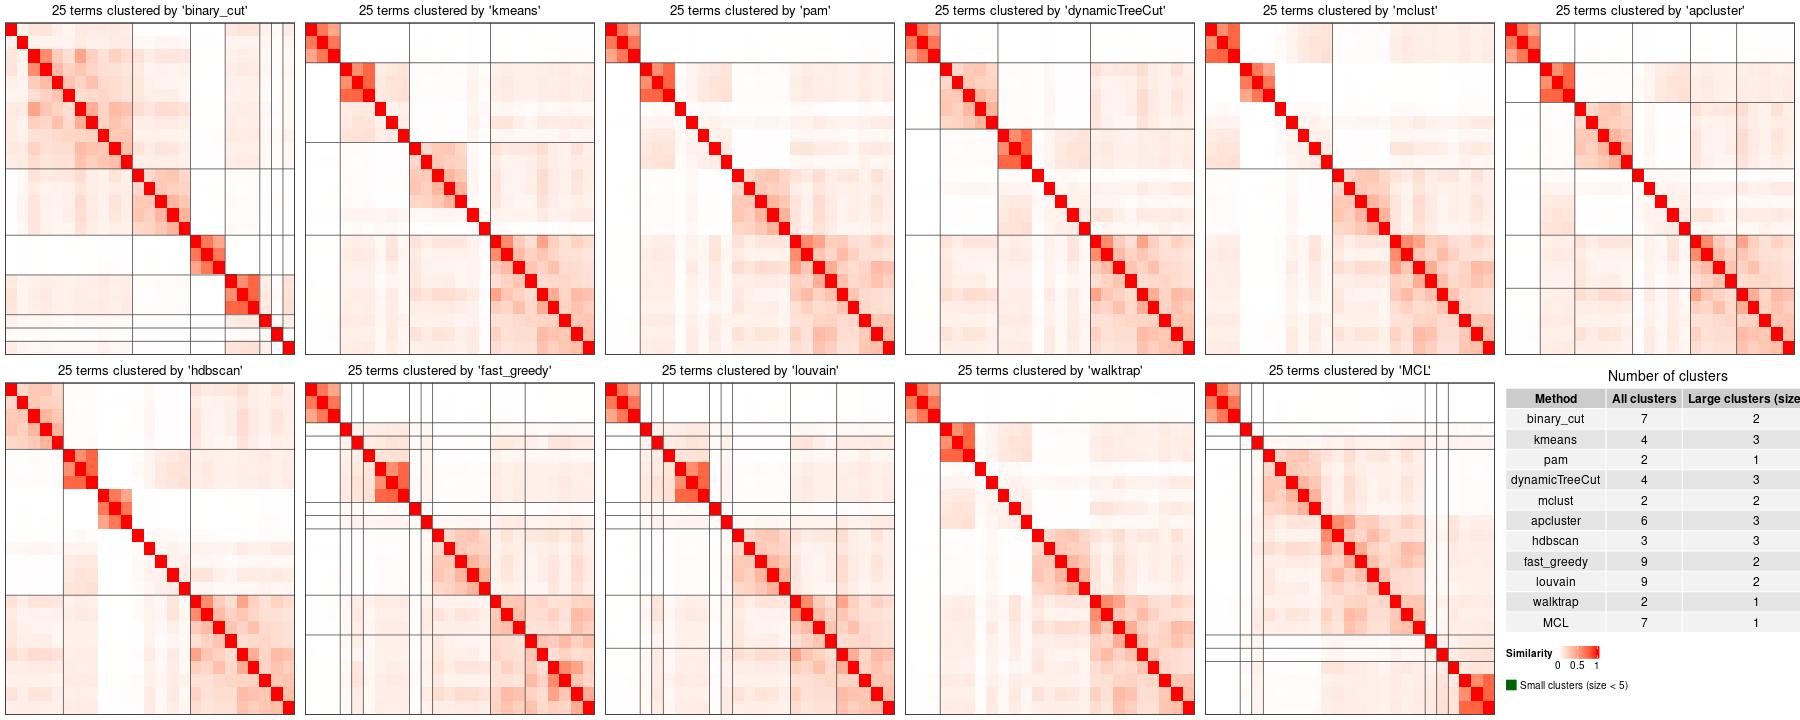 25 terms clustered by 'binary_cut'
25 terms clustered by 'kmeans'
25 terms clustered by 'pam'
25 terms clustered by 'dynamicTreeCut'
25 terms clustered by 'mclust'
25 terms clustered by 'apcluster'
25 terms clustered by 'hdbscan'
25 terms clustered by 'fast_greedy'
25 terms clustered by 'louvain'
25 terms clustered by 'walktrap'
25 terms clustered by 'MCL'
Number of clusters
Method All clusters Large clusters (size
binary_cut 7 2
kmeans 4 3
pam 2 1
dynamicTreeCut 4 3
mclust 2 2
apcluster 6 3
hdbscan 3 3
fast_greedy 9 2
louvain 9 2
walktrap 2 1
MCL 7 1
Similarity
0 0.5 1
Small clusters (size < 5)